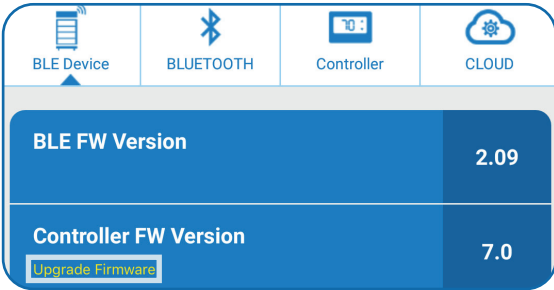 70:
BLE Device
BLUETOOTH
Controller
CLOUD
BLE FW Version
2.09
Controller FW Version
Upgrade Firmware
7.0